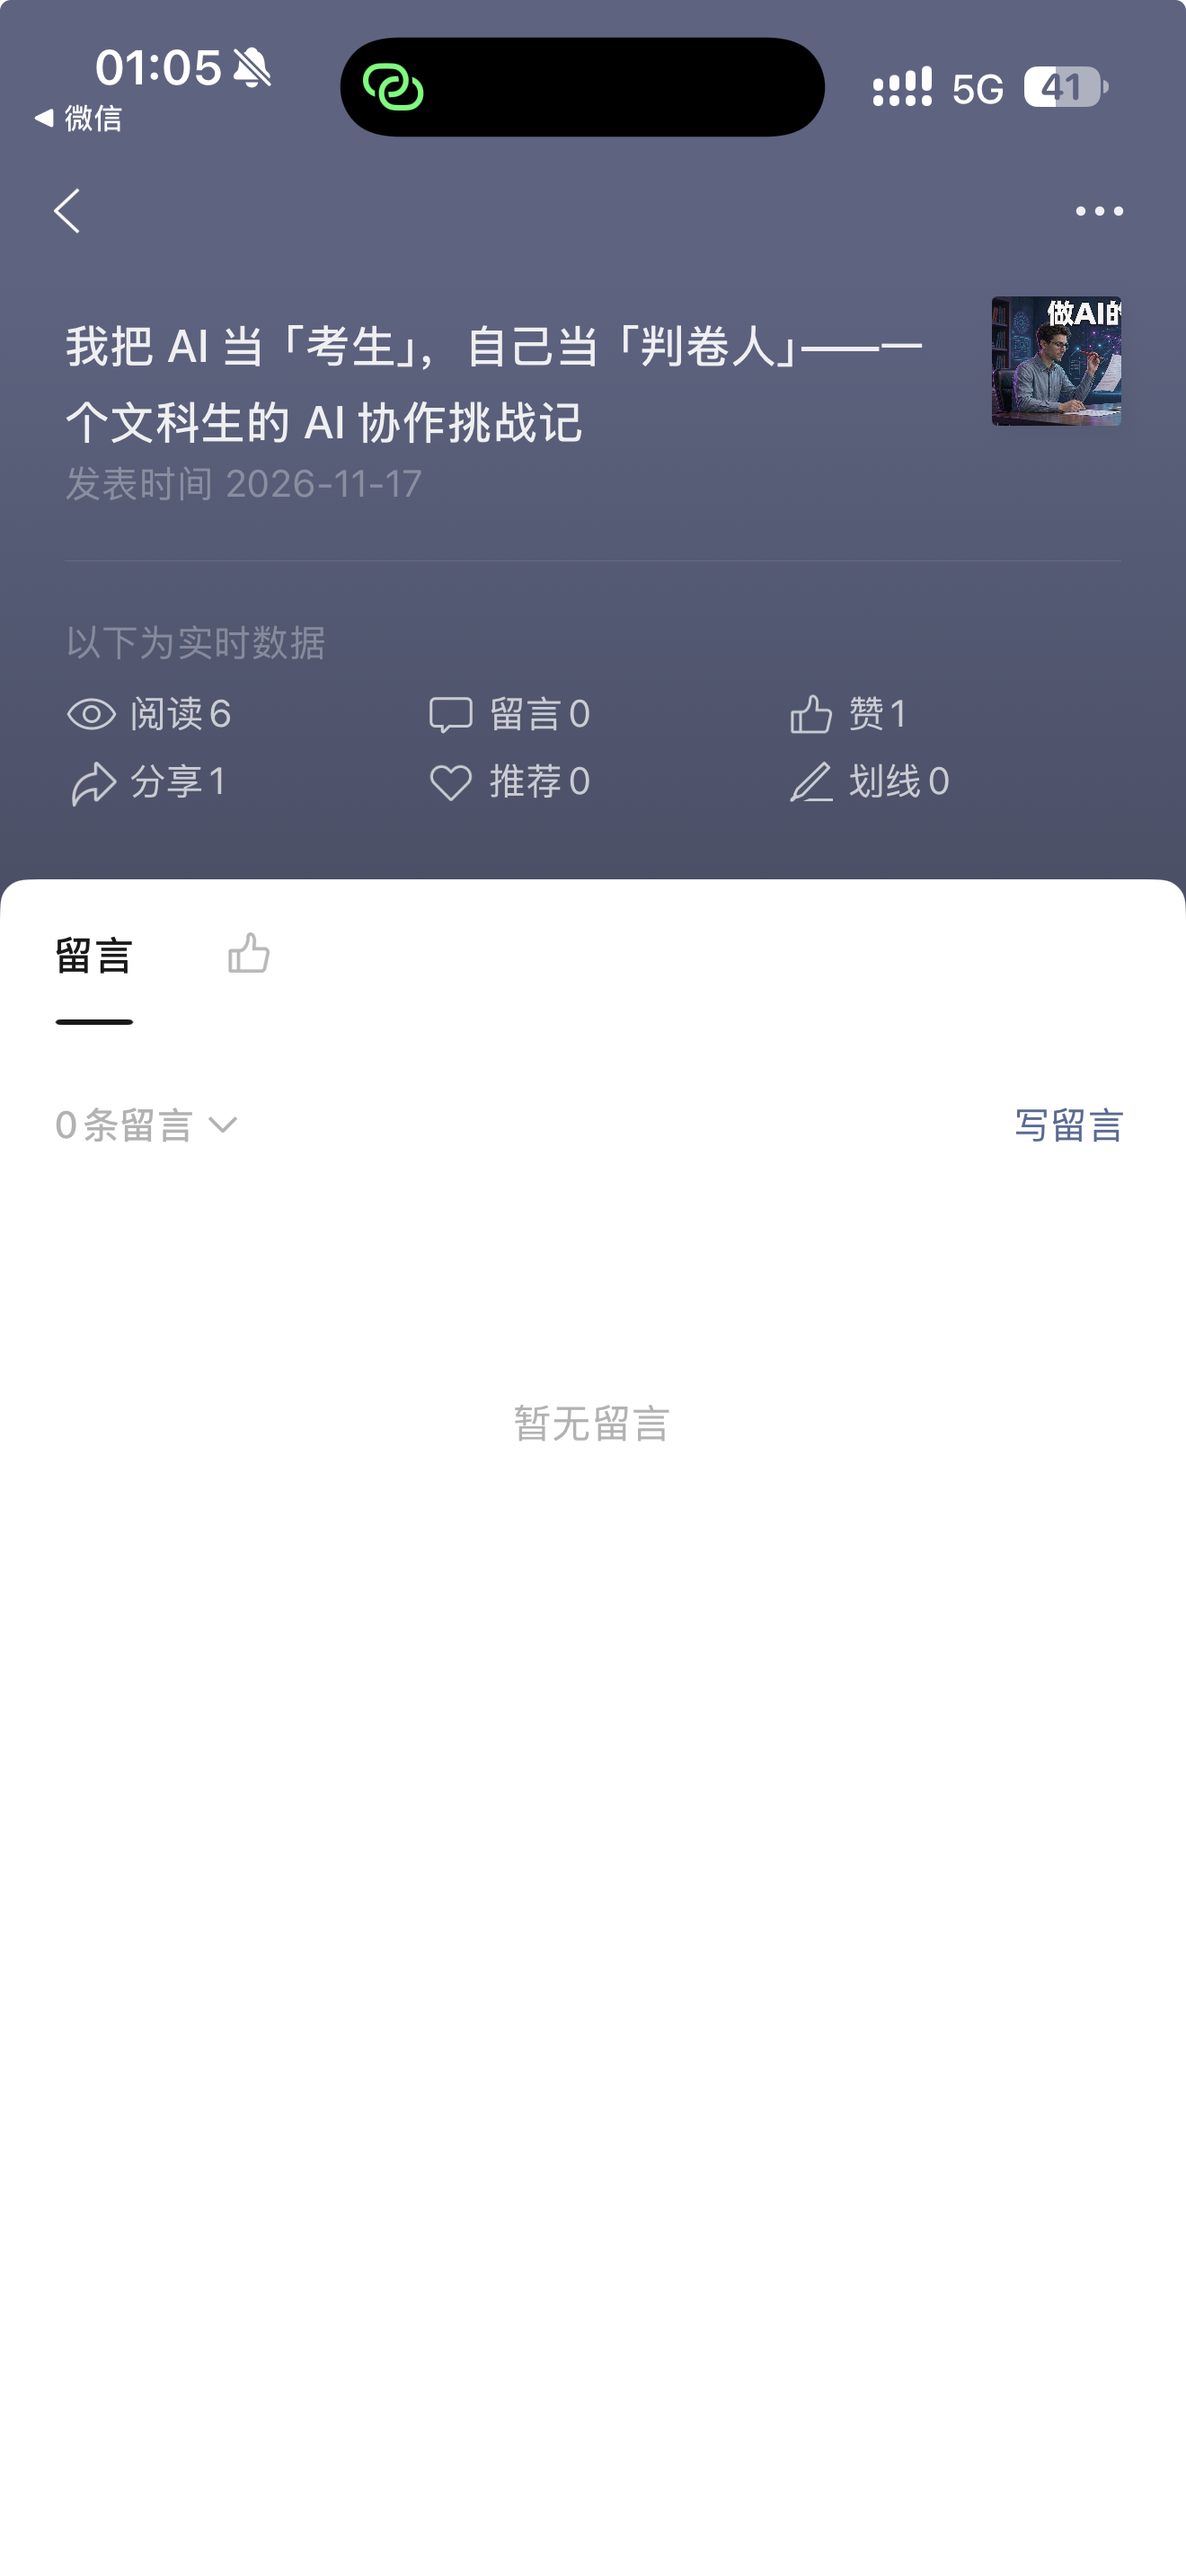 01:05
5G
41
微信
我把 AI 当「考生」，自己当「判卷人」——一
个文科生的 AI 协作挑战记
做AI的
发表时间 2026-11-17
以下为实时数据
阅读 6
留言 0
赞 1
分享 1
推荐 0
划线 0
留言
0 条留言
写留言
暂无留言